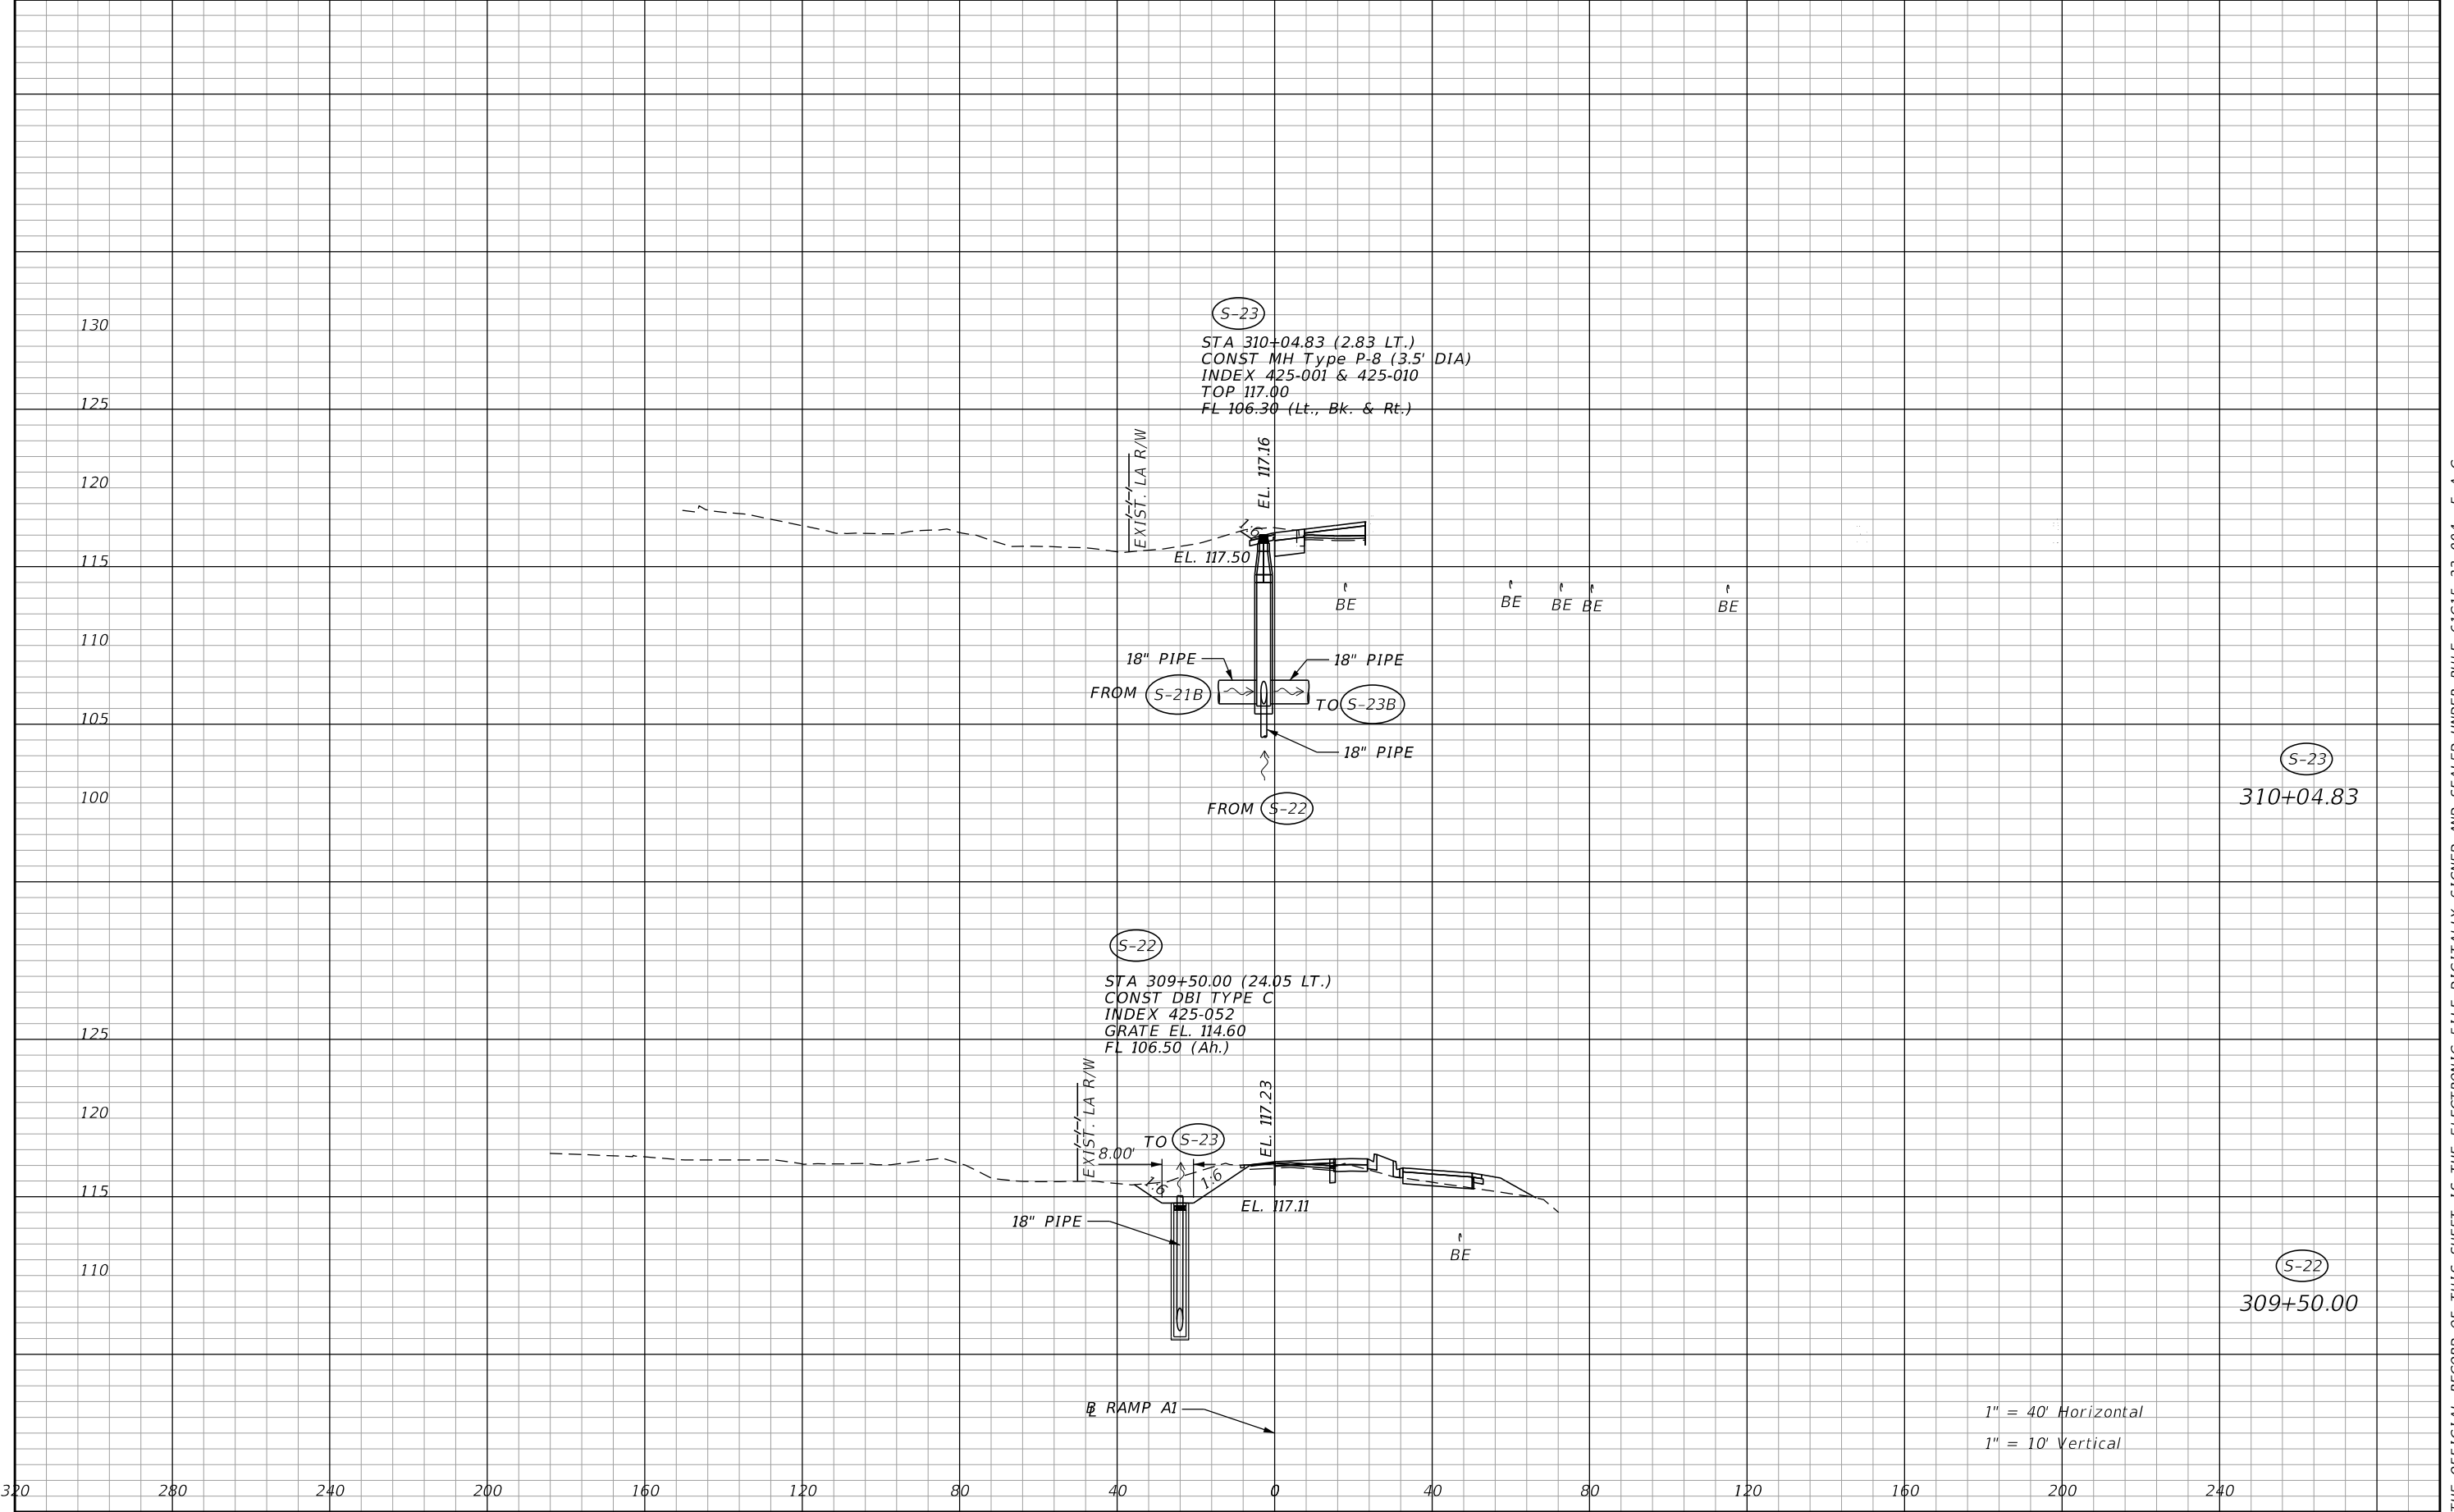 S-23
STA 310+04.83 (2.83 LT.)
CONST MH Type P-8 (3.5' DIA)
INDEX 425-001 & 425-010
TOP 117.00
FL 106.30 (Lt., Bk. & Rt.)
130
125
120
115
110
105
100
EXIST. LA R/W
EL. 117.16
1:6
EL. 117.50
BE
BE
BE
BE
BE
18" PIPE
18" PIPE
FROM S-21B
TO S-23B
18" PIPE
FROM S-22
S-23
310+04.83
S-22
STA 309+50.00 (24.05 LT.)
CONST DBI TYPE C
INDEX 425-052
GRATE EL. 114.60
FL 106.50 (Ah.)
125
120
115
110
EXIST. LA R/W
EL. 117.23
TO S-23
8.00'
1:6
1:6
EL. 117.11
18" PIPE
BE
S-22
309+50.00
BL RAMP A1
1" = 40' Horizontal
1" = 10' Vertical
320 280 240 200 160 120 80 40 0 40 80 120 160 200 240